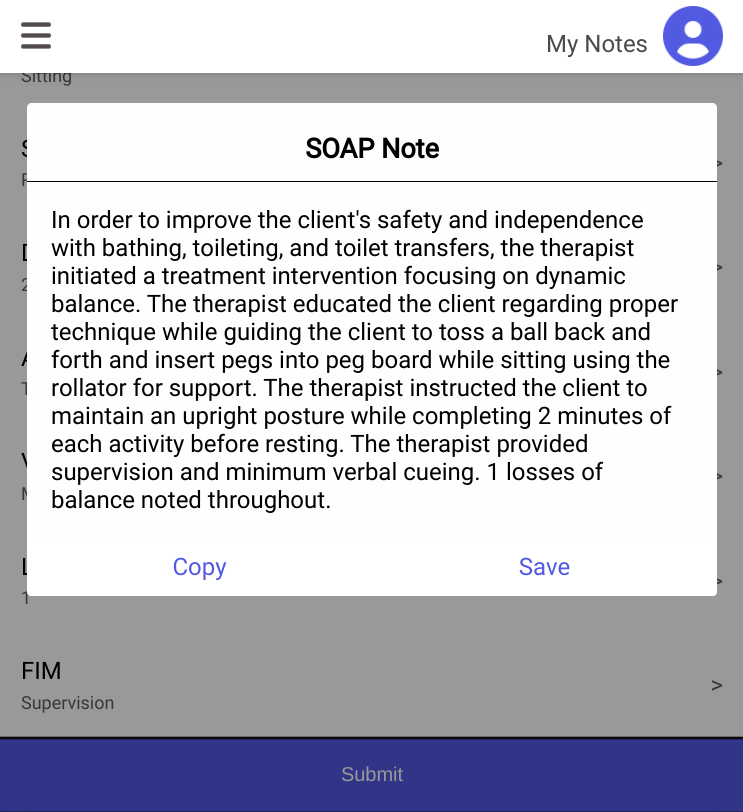 My Notes
Sitting
SOAP Note
In order to improve the client's safety and independence
with bathing, toileting, and toilet transfers, the therapist
initiated a treatment intervention focusing on dynamic
balance. The therapist educated the client regarding proper
technique while guiding the client to toss a ball back and
forth and insert pegs into peg board while sitting using the
rollator for support. The therapist instructed the client to
maintain an upright posture while completing 2 minutes of
each activity before resting. The therapist provided
supervision and minimum verbal cueing. 1 losses of
balance noted throughout.
Copy Save
1
FIM
Supervision
>
Submit